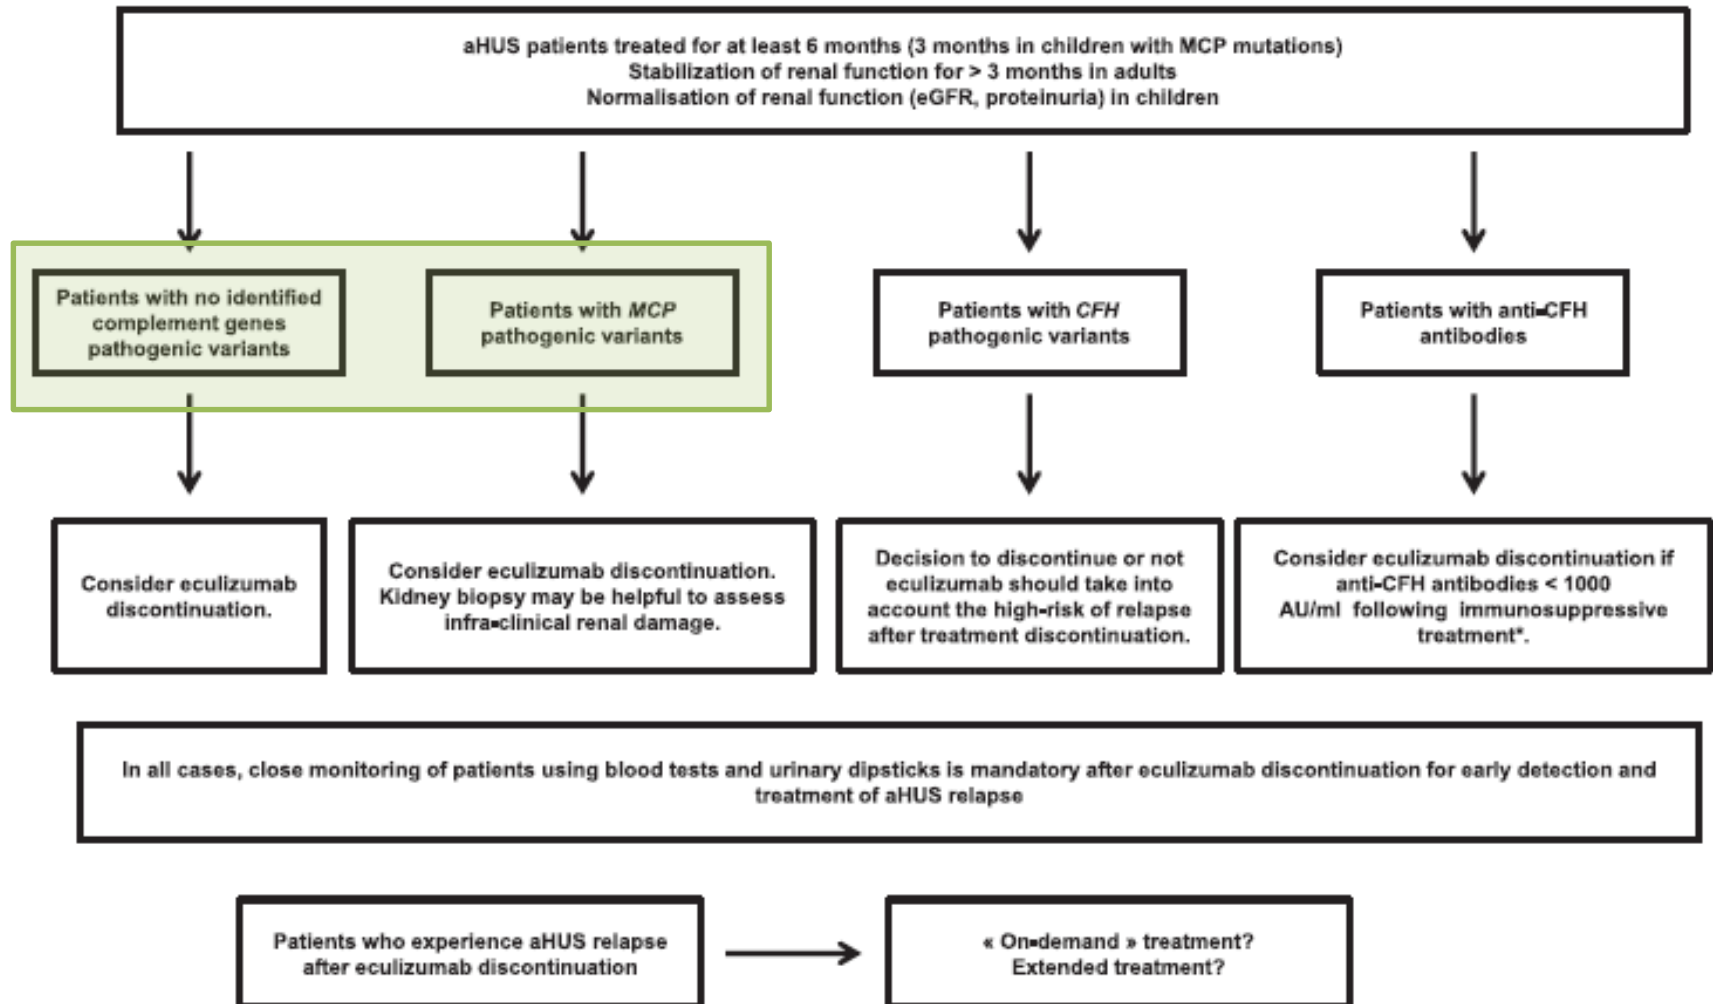 aHUS patients treated for at least 6 months (3 months in children with MCP mutations)
Stabilization of renal function for > 3 months in adults
Normalisation of renal function (eGFR, proteinuria) in children
Patients with no identified
complement genes
pathogenic variants
Patients with MCP
pathogenic variants
Patients with CFH
pathogenic variants
Patients with anti-CFH
antibodies
Consider eculizumab
discontinuation.
Consider eculizumab discontinuation.
Kidney biopsy may be helpful to assess
infra-clinical renal damage.
Decision to discontinue or not
eculizumab should take into
account the high-risk of relapse
after treatment discontinuation.
Consider eculizumab discontinuation if
anti-CFH antibodies < 1000
AU/ml following immunosuppressive
treatment*.
In all cases, close monitoring of patients using blood tests and urinary dipsticks is mandatory after eculizumab discontinuation for early detection and
treatment of aHUS relapse
Patients who experience aHUS relapse
after eculizumab discontinuation
« On-demand » treatment?
Extended treatment?